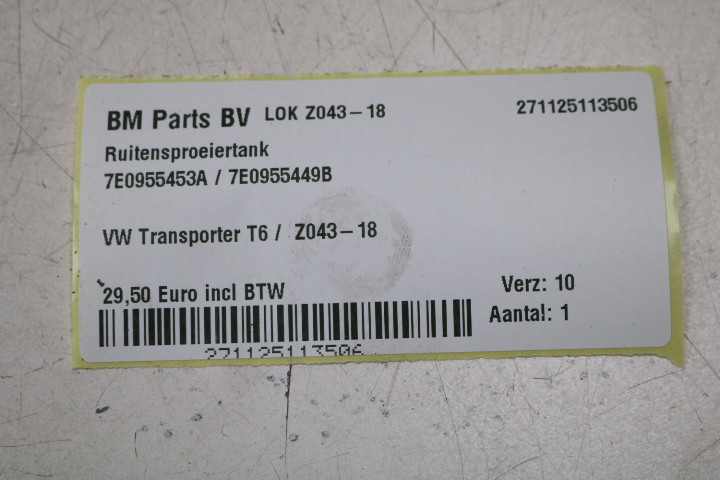 BM Parts BV LOK Z043-18 271125113506
Ruitensproeiertank
7E0955453A / 7E0955449B
VW Transporter T6 / Z043-18
29,50 Euro incl BTW Verz: 10
Aantal: 1
271125113506